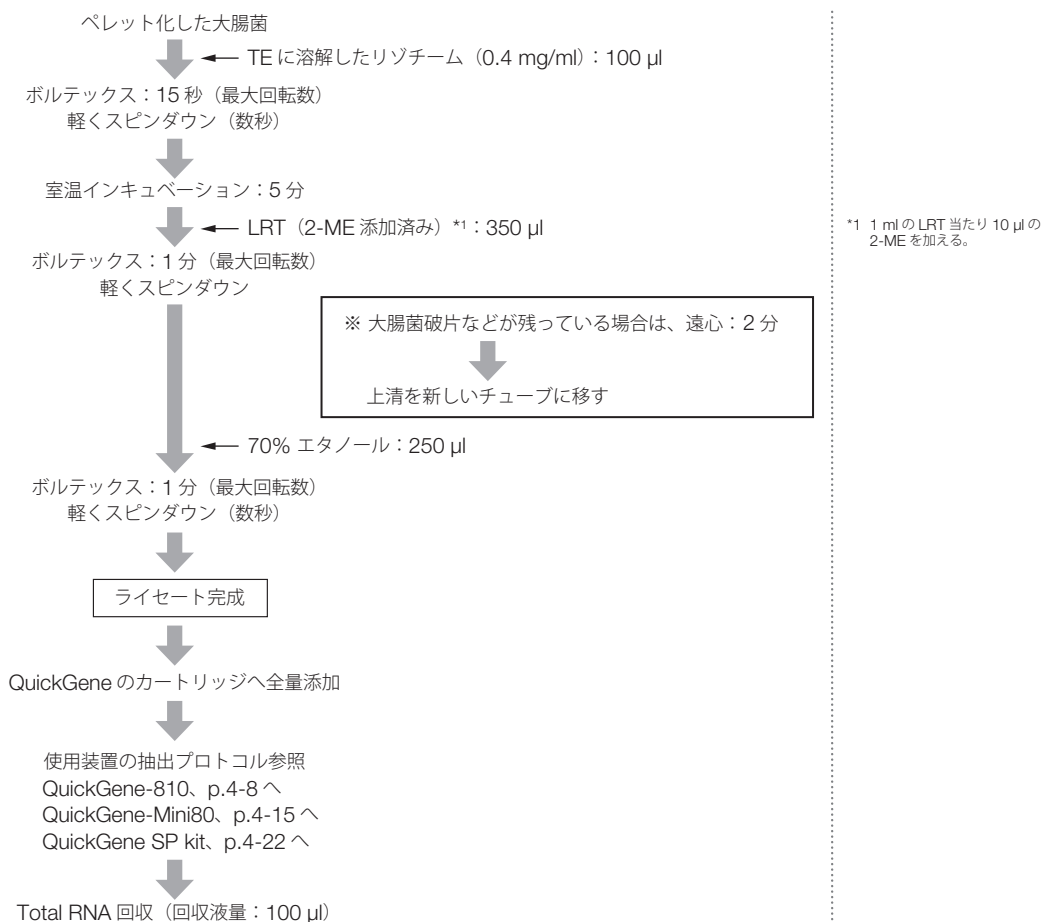 ペレット化した大腸菌
TE に溶解したリゾチーム（0.4 mg/ml）：100 μl
ボルテックス：15 秒（最大回転数）
軽くスピンダウン（数秒）
室温インキュベーション：5 分
LRT（2-ME 添加済み）*1：350 μl
*1 1 ml の LRT 当たり 10 μl の
2-ME を加える。
ボルテックス：1 分（最大回転数）
軽くスピンダウン
※ 大腸菌破片などが残っている場合は、遠心：2 分
上清を新しいチューブに移す
70% エタノール：250 μl
ボルテックス：1 分（最大回転数）
軽くスピンダウン（数秒）
ライセート完成
QuickGene のカートリッジへ全量添加
使用装置の抽出プロトコル参照
QuickGene-810、p.4-8 へ
QuickGene-Mini80、p.4-15 へ
QuickGene SP kit、p.4-22 へ
Total RNA 回収（回収液量：100 μl）